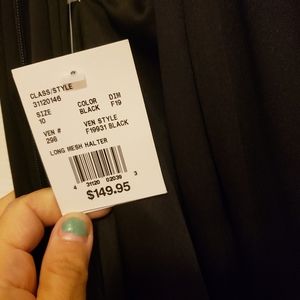 CLASS/STYLE
31120146
COLOR DIM
BLACK F19
SIZE
10
VEN # VEN STYLE
298 F19931 BLACK
LONG MESH HALTER
4 31120 02039 3
$149.95